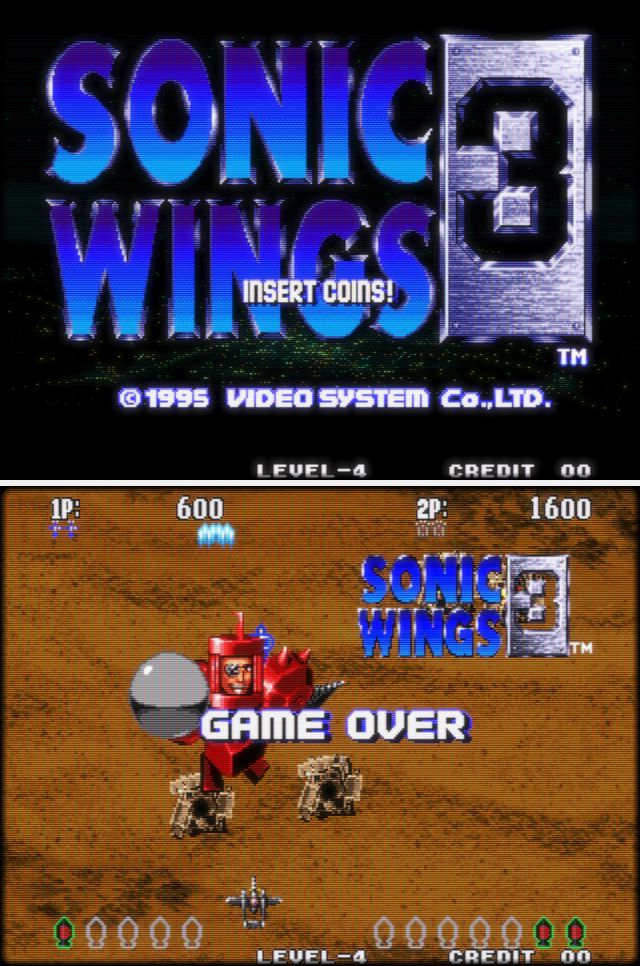 SONIC
WINGS 3
INSERT COINS!
TM
©1995 VIDEO SYSTEM Co.,LTD.
LEVEL-4 CREDIT 00
1P: 600 2P: 1600
SONIC
WINGS 3
TM
GAME OVER
LEVEL-4 CREDIT 00